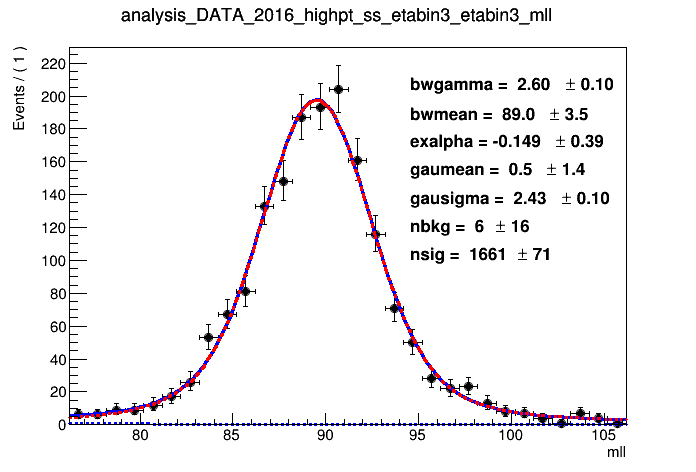 analysis_DATA_2016_highpt_ss_etabin3_etabin3_mll
Events / ( 1 )
220
200
180
160
140
120
100
80
60
40
20
0
bwgamma = 2.60 ± 0.10
bwmean = 89.0 ± 3.5
exalpha = -0.149 ± 0.39
gaumean = 0.5 ± 1.4
gausigma = 2.43 ± 0.10
nbkg = 6 ± 16
nsig = 1661 ± 71
80 85 90 95 100 105
mll